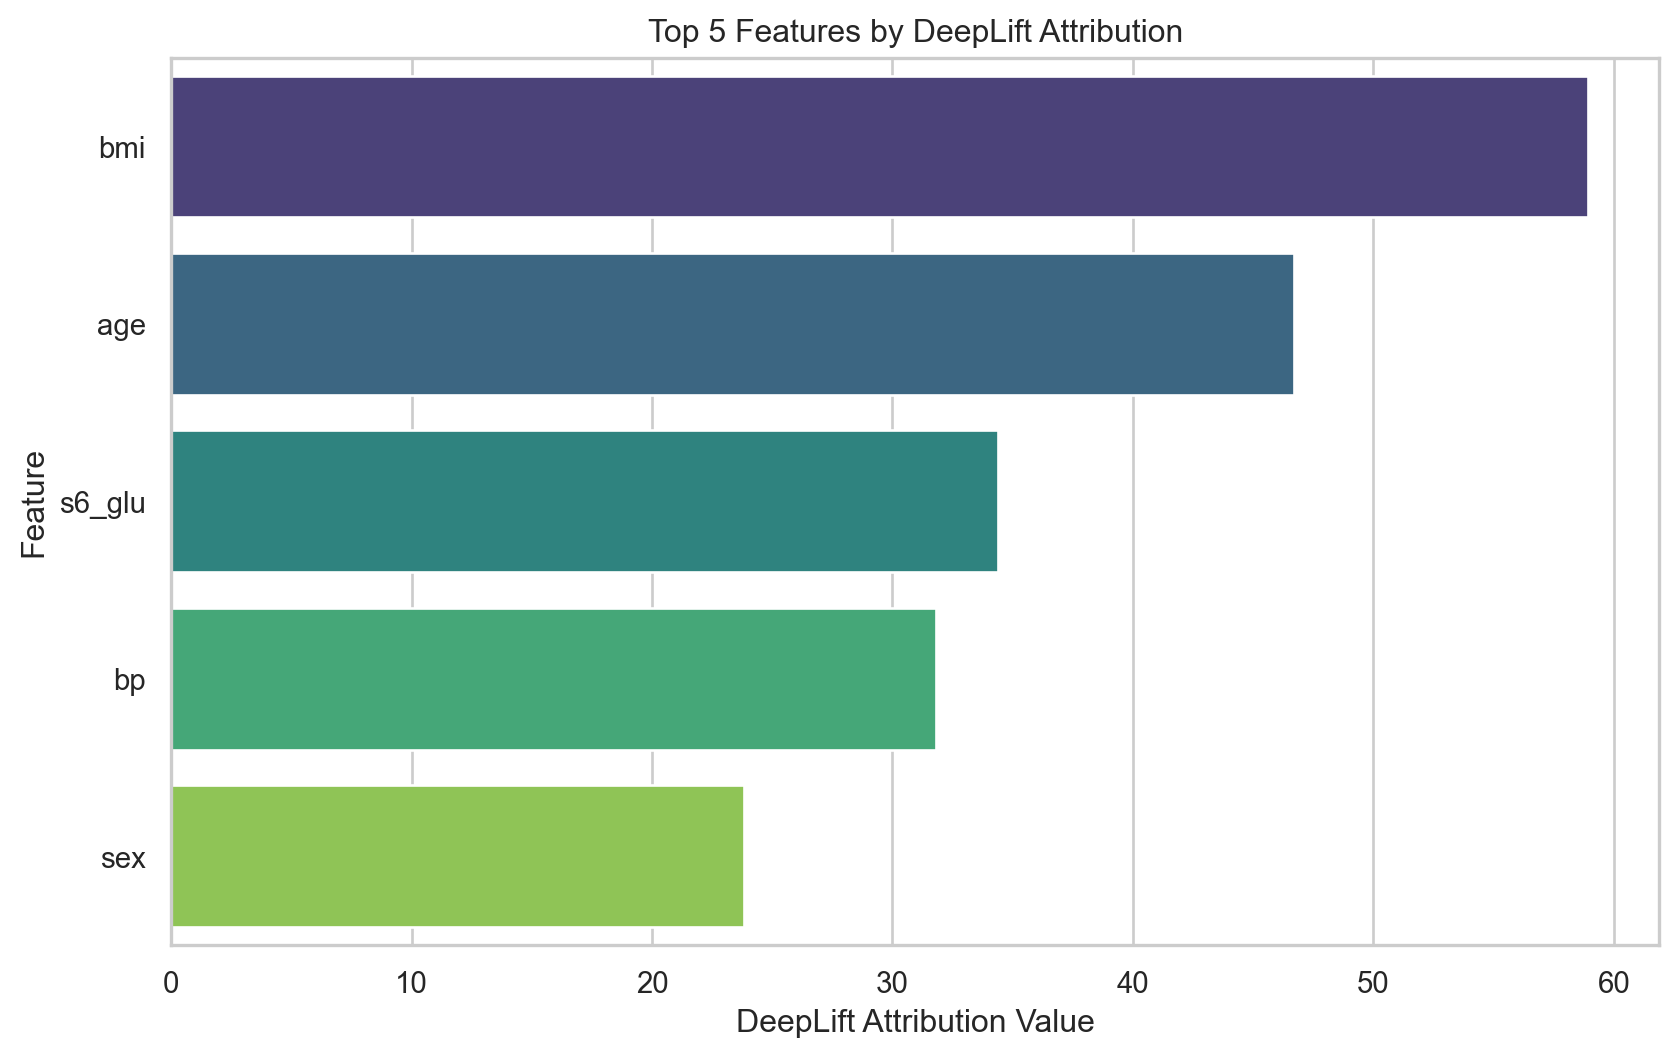 Top 5 Features by DeepLift Attribution
Feature
bmi
age
s6_glu
bp
sex
0 10 20 30 40 50 60
DeepLift Attribution Value